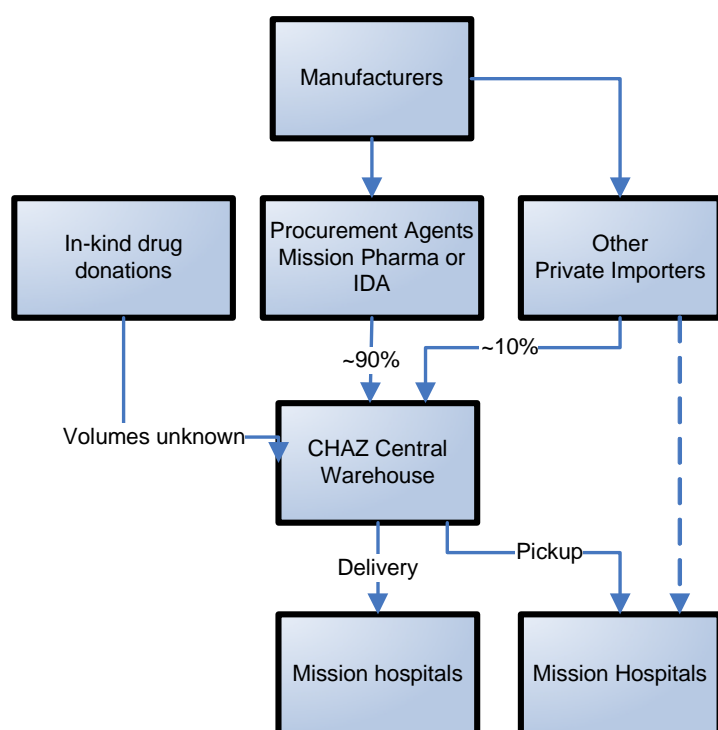 Manufacturers
In-kind drug
donations
Procurement Agents
Mission Pharma or
IDA
Other
Private Importers
~90%
~10%
Volumes unknown
CHAZ Central
Warehouse
Delivery
Pickup
Mission hospitals
Mission Hospitals